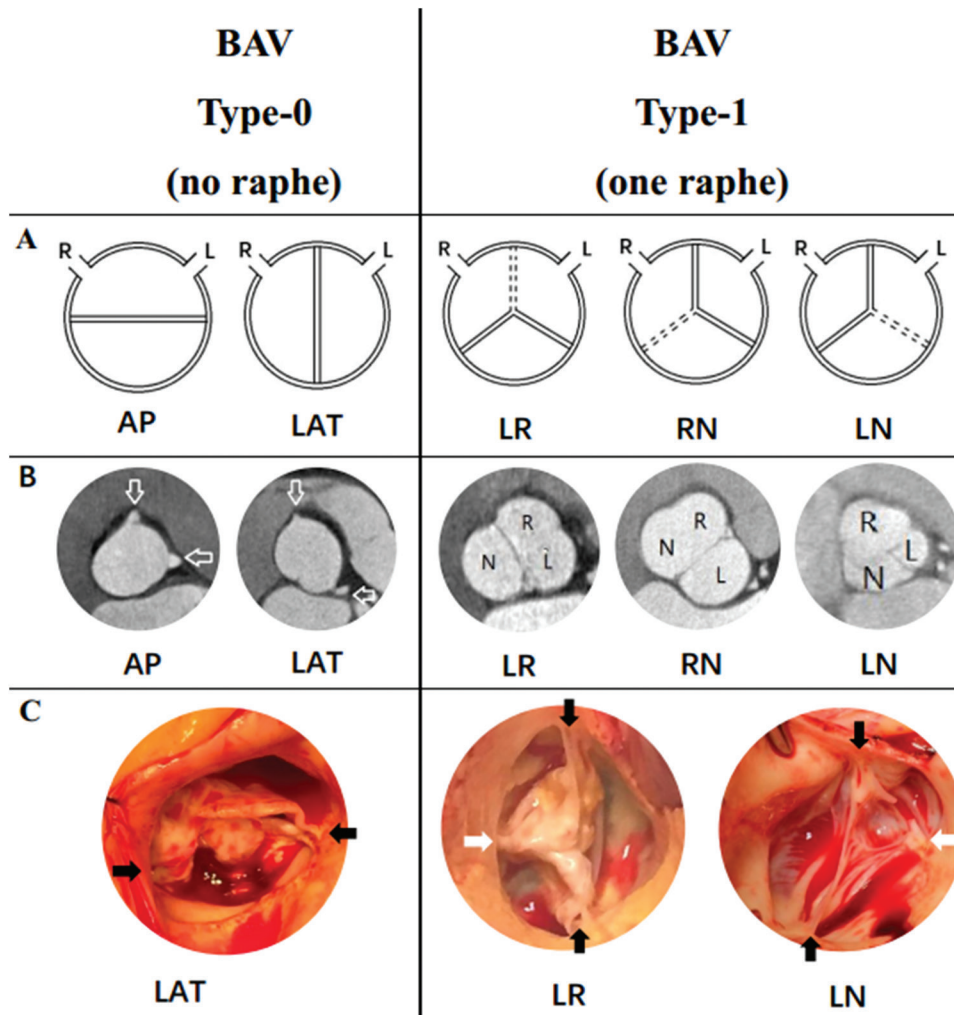 BAV
Type-0
(no raphe)
BAV
Type-1
(one raphe)
A
R L
R L
R L
R L
R L
AP LAT LR RN LN
B
R
N L
R
N L
R
L
N
AP LAT LR RN LN
C
LAT LR LN